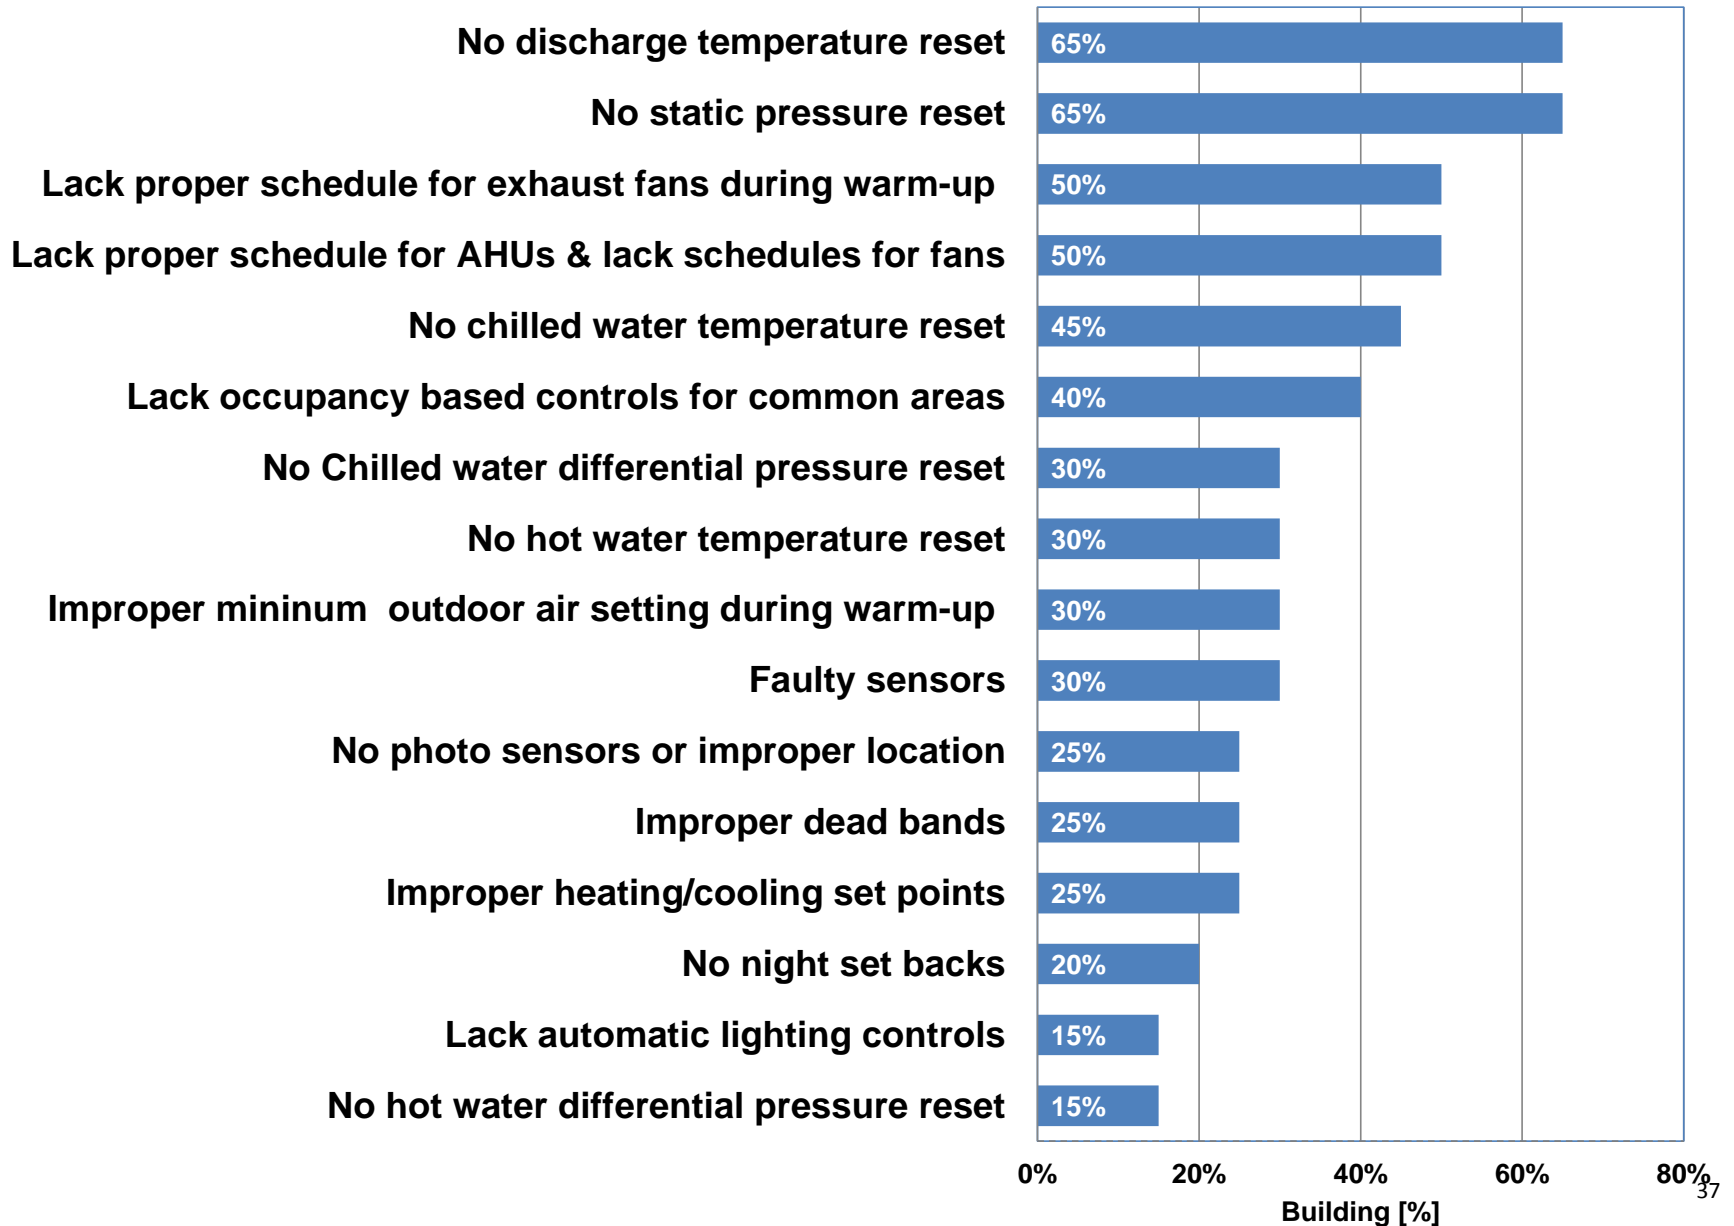 No discharge temperature reset 65%
No static pressure reset 65%
Lack proper schedule for exhaust fans during warm-up 50%
Lack proper schedule for AHUs & lack schedules for fans 50%
No chilled water temperature reset 45%
Lack occupancy based controls for common areas 40%
No Chilled water differential pressure reset 30%
No hot water temperature reset 30%
Improper mininum outdoor air setting during warm-up 30%
Faulty sensors 30%
No photo sensors or improper location 25%
Improper dead bands 25%
Improper heating/cooling set points 25%
No night set backs 20%
Lack automatic lighting controls 15%
No hot water differential pressure reset 15%
0% 20% 40% 60% 80%
Building [%]
37